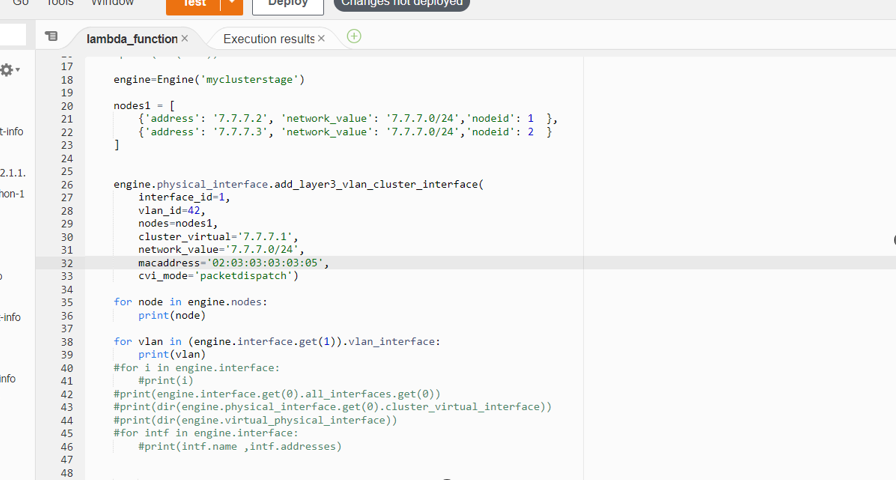 Go Tools Window Test Deploy Changes not deployed
lambda_function × Execution results ×
17
18 engine=Engine('myclusterstage')
19
20 nodes1 = [
21 {'address': '7.7.7.2', 'network_value': '7.7.7.0/24','nodeid': 1 },
22 {'address': '7.7.7.3', 'network_value': '7.7.7.0/24','nodeid': 2 }
23 ]
24
25
26 engine.physical_interface.add_layer3_vlan_cluster_interface(
27 interface_id=1,
28 vlan_id=42,
29 nodes=nodes1,
30 cluster_virtual='7.7.7.1',
31 network_value='7.7.7.0/24',
32 macaddress='02:03:03:03:03:05',
33 cvi_mode='packetdispatch')
34
35 for node in engine.nodes:
36 print(node)
37
38 for vlan in (engine.interface.get(1)).vlan_interface:
39 print(vlan)
40 #for i in engine.interface:
41 #print(i)
42 #print(engine.interface.get(0).all_interfaces.get(0))
43 #print(dir(engine.physical_interface.get(0).cluster_virtual_interface))
44 #print(dir(engine.virtual_physical_interface))
45 #for intf in engine.interface:
46 #print(intf.name ,intf.addresses)
47
48
t-info
2.1.1.
hon-1
-info
info